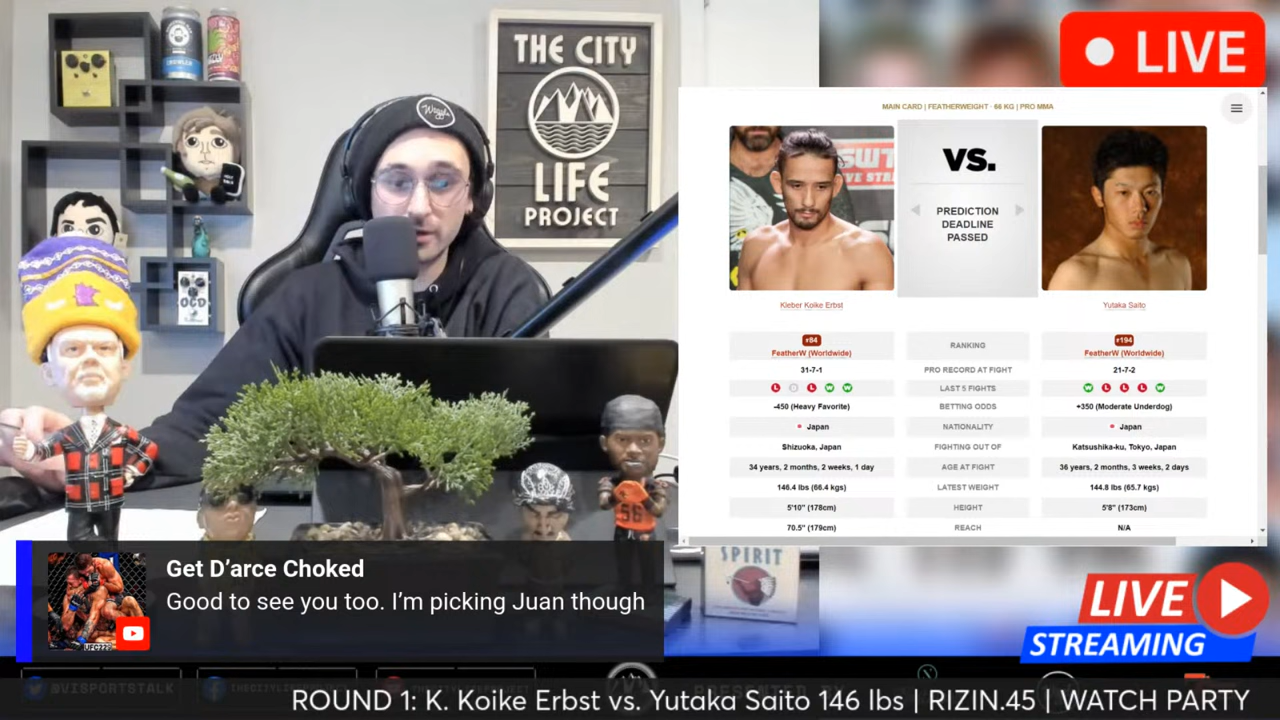 THE CITY
LIFE
PROJECT
OCD
LIVE
MAIN CARD | FEATHERWEIGHT · 66 KG | PRO MMA
VS.
PREDICTION
DEADLINE
PASSED
Kleber Koike Erbst
Yutaka Saito
#84
#194
FeatherW (Worldwide)
RANKING
FeatherW (Worldwide)
31-7-1
PRO RECORD AT FIGHT
21-7-2
L D L W W
LAST 5 FIGHTS
W L L L W
-450 (Heavy Favorite)
BETTING ODDS
+350 (Moderate Underdog)
Japan
NATIONALITY
Japan
Shizuoka, Japan
FIGHTING OUT OF
Katsushika-ku, Tokyo, Japan
34 years, 2 months, 2 weeks, 1 day
AGE AT FIGHT
36 years, 2 months, 3 weeks, 2 days
146.4 lbs (66.4 kgs)
LATEST WEIGHT
144.8 lbs (65.7 kgs)
5'10" (178cm)
HEIGHT
5'8" (173cm)
70.5" (179cm)
REACH
N/A
SPIRIT
56
Get D’arce Choked
Good to see you too. I’m picking Juan though
LIVE
STREAMING
@VISPORTSTALK
ROUND 1: K. Koike Erbst vs. Yutaka Saito 146 lbs | RIZIN.45 | WATCH PARTY